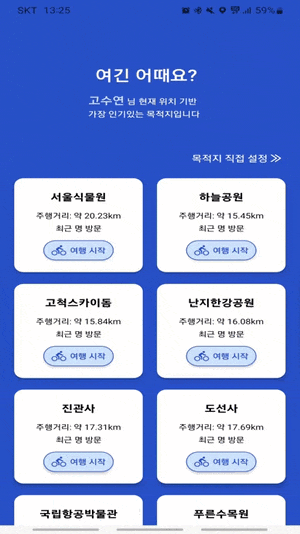 SKT 13:25 59%
여긴 어때요?
고수연 님 현재 위치 기반
가장 인기있는 목적지입니다
목적지 직접 설정 ≫
서울식물원
주행거리: 약 20.23km
최근 명 방문
여행 시작
하늘공원
주행거리: 약 15.45km
최근 명 방문
여행 시작
고척스카이돔
주행거리: 약 15.84km
최근 명 방문
여행 시작
난지한강공원
주행거리: 약 16.08km
최근 명 방문
여행 시작
진관사
주행거리: 약 17.31km
최근 명 방문
여행 시작
도선사
주행거리: 약 17.69km
최근 명 방문
여행 시작
국립항공박물관
푸른수목원